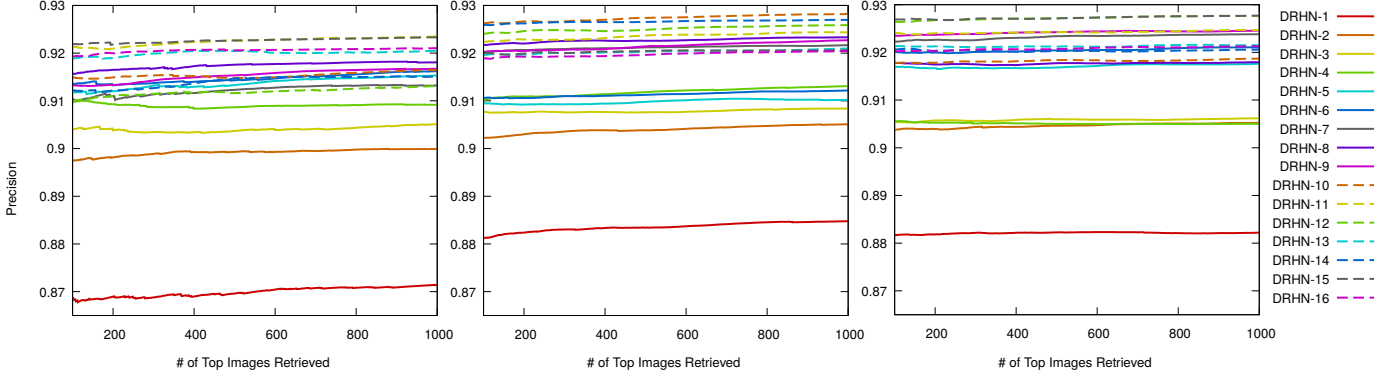 Precision
0.93
0.92
0.91
0.9
0.89
0.88
0.87
200 400 600 800 1000
# of Top Images Retrieved
0.93
0.92
0.91
0.9
0.89
0.88
0.87
200 400 600 800 1000
# of Top Images Retrieved
0.93
0.92
0.91
0.9
0.89
0.88
0.87
200 400 600 800 1000
# of Top Images Retrieved
DRHN-1
DRHN-2
DRHN-3
DRHN-4
DRHN-5
DRHN-6
DRHN-7
DRHN-8
DRHN-9
DRHN-10
DRHN-11
DRHN-12
DRHN-13
DRHN-14
DRHN-15
DRHN-16